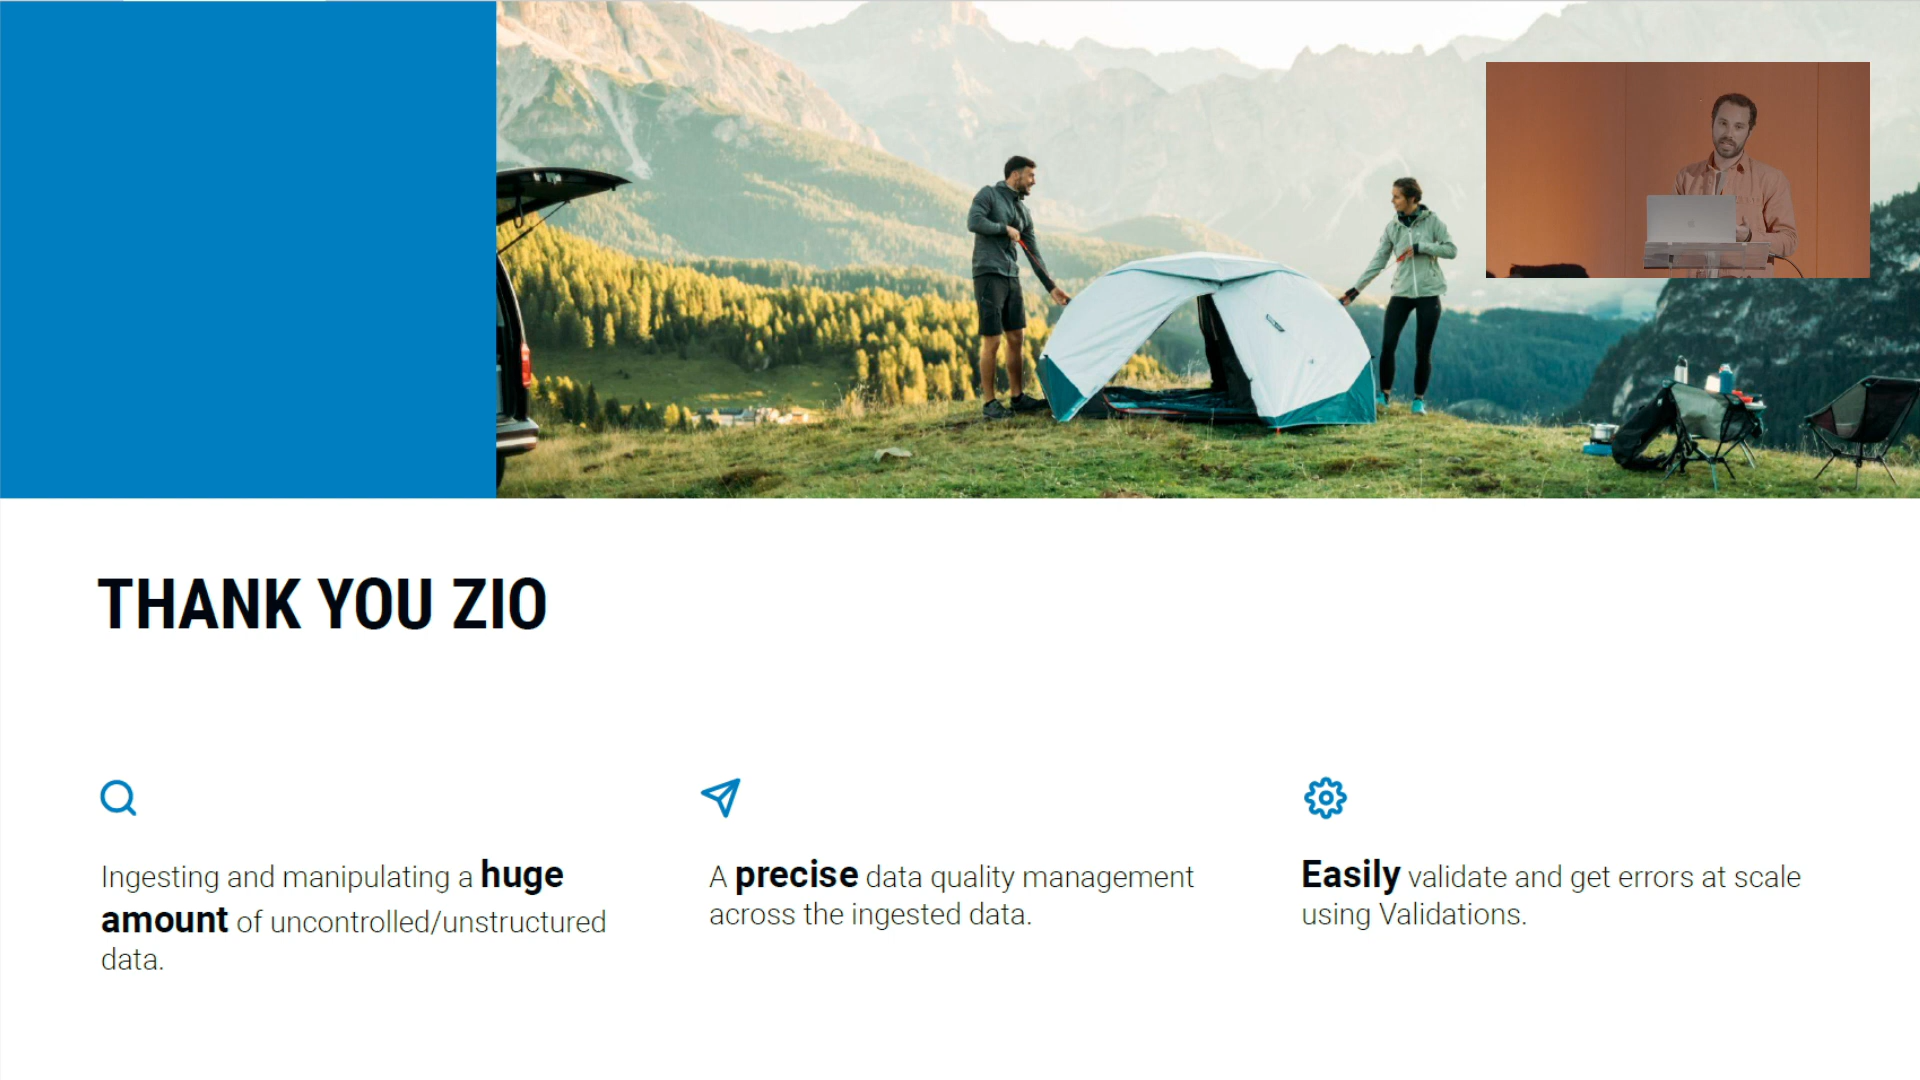 THANK YOU ZIO
Ingesting and manipulating a huge
amount of uncontrolled/unstructured
data.
A precise data quality management
across the ingested data.
Easily validate and get errors at scale
using Validations.